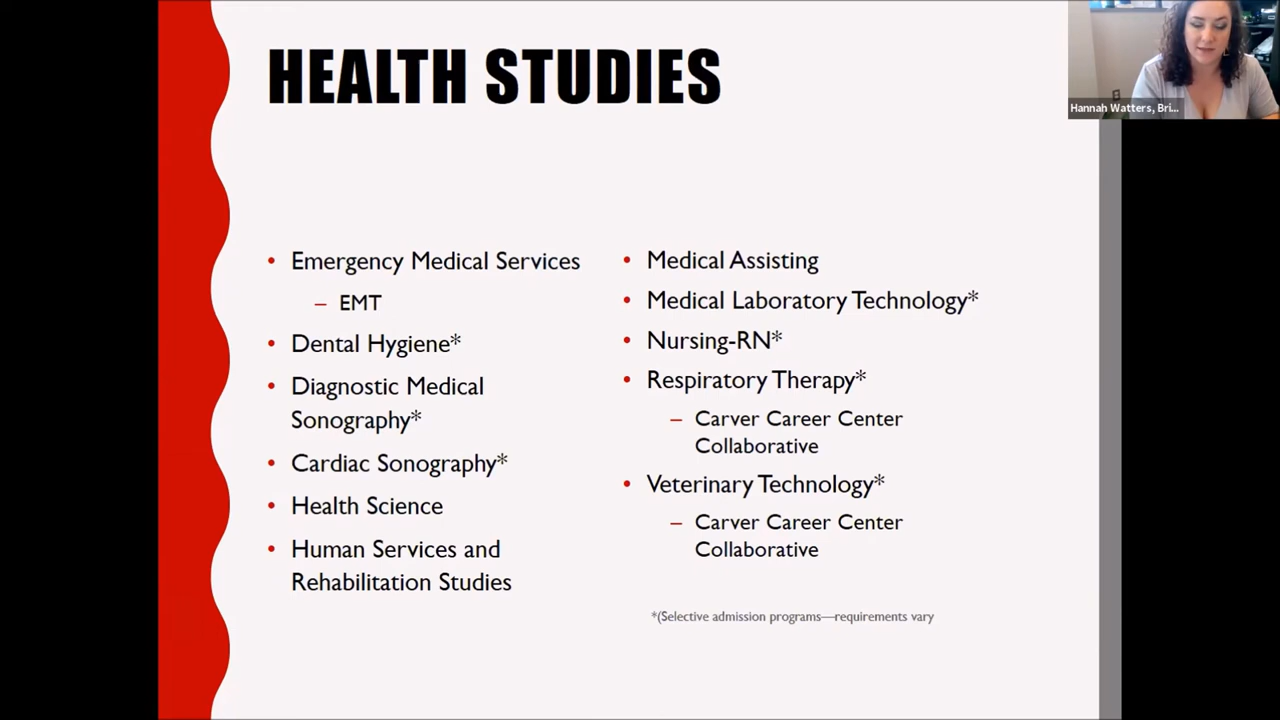 HEALTH STUDIES
• Emergency Medical Services
– EMT
• Dental Hygiene*
• Diagnostic Medical
Sonography*
• Cardiac Sonography*
• Health Science
• Human Services and
Rehabilitation Studies
• Medical Assisting
• Medical Laboratory Technology*
• Nursing-RN*
• Respiratory Therapy*
– Carver Career Center
Collaborative
• Veterinary Technology*
– Carver Career Center
Collaborative
*(Selective admission programs—requirements vary
Hannah Watters, Bri...